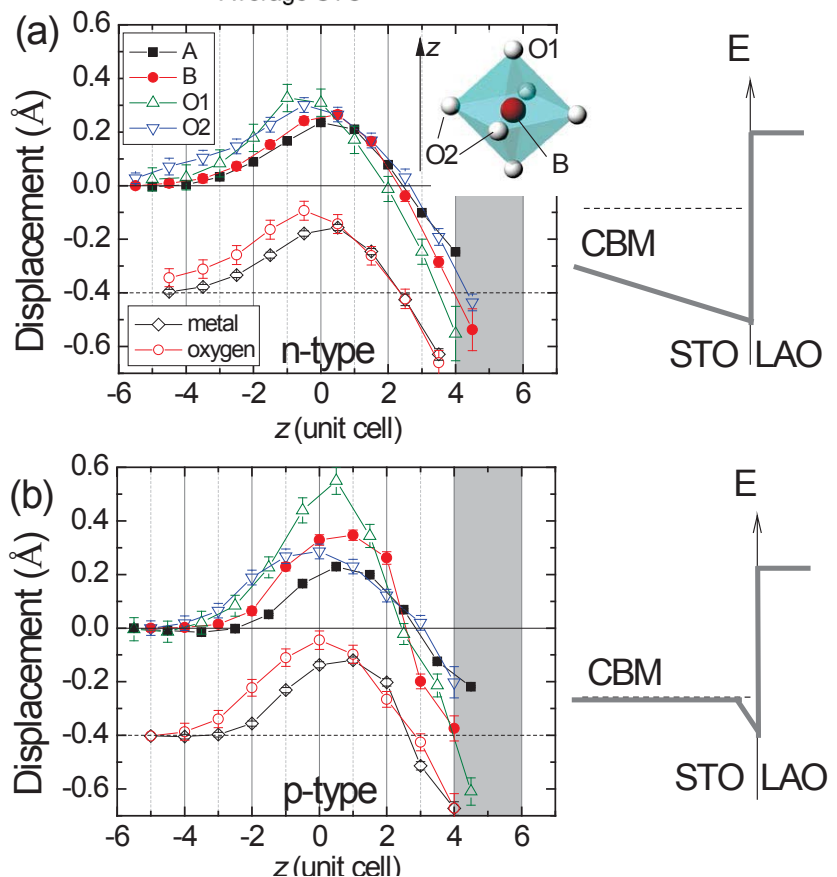 (a)
A
B
O1
O2
z
O1
O2
B
0.6
0.4
0.2
0.0
-0.2
-0.4
-0.6
Displacement (Å)
metal
oxygen
n-type
-6 -4 -2 0 2 4 6
z (unit cell)
E
CBM
STO LAO
(b)
0.6
0.4
0.2
0.0
-0.2
-0.4
-0.6
Displacement (Å)
p-type
-6 -4 -2 0 2 4 6
z (unit cell)
E
CBM
STO LAO